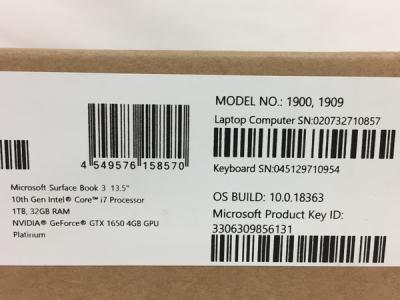 MODEL NO.: 1900, 1909
Laptop Computer SN:020732710857
4 549576 158570
Keyboard SN:045129710954
Microsoft Surface Book 3 13.5"
10th Gen Intel® Core™ i7 Processor
1TB, 32GB RAM
NVIDIA® GeForce® GTX 1650 4GB GPU
Platinum
OS BUILD: 10.0.18363
Microsoft Product Key ID:
3306309856131